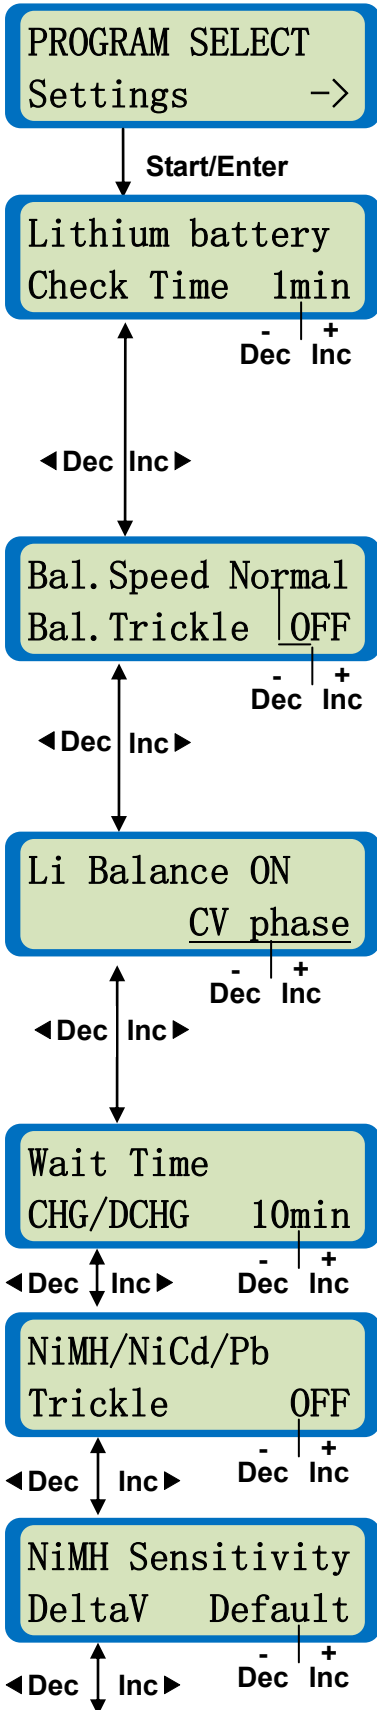 PROGRAM SELECT
Settings ->
Start/Enter
Lithium battery
Check Time 1min
- +
Dec Inc
◀Dec Inc▶
Bal.Speed Normal
Bal.Trickle OFF
- +
Dec Inc
◀Dec Inc▶
Li Balance ON
CV phase
- +
Dec Inc
◀Dec Inc▶
Wait Time
CHG/DCHG 10min
- +
Dec Inc
◀Dec Inc▶
NiMH/NiCd/Pb
Trickle OFF
- +
Dec Inc
◀Dec Inc▶
NiMH Sensitivity
DeltaV Default
- +
Dec Inc
◀Dec Inc▶